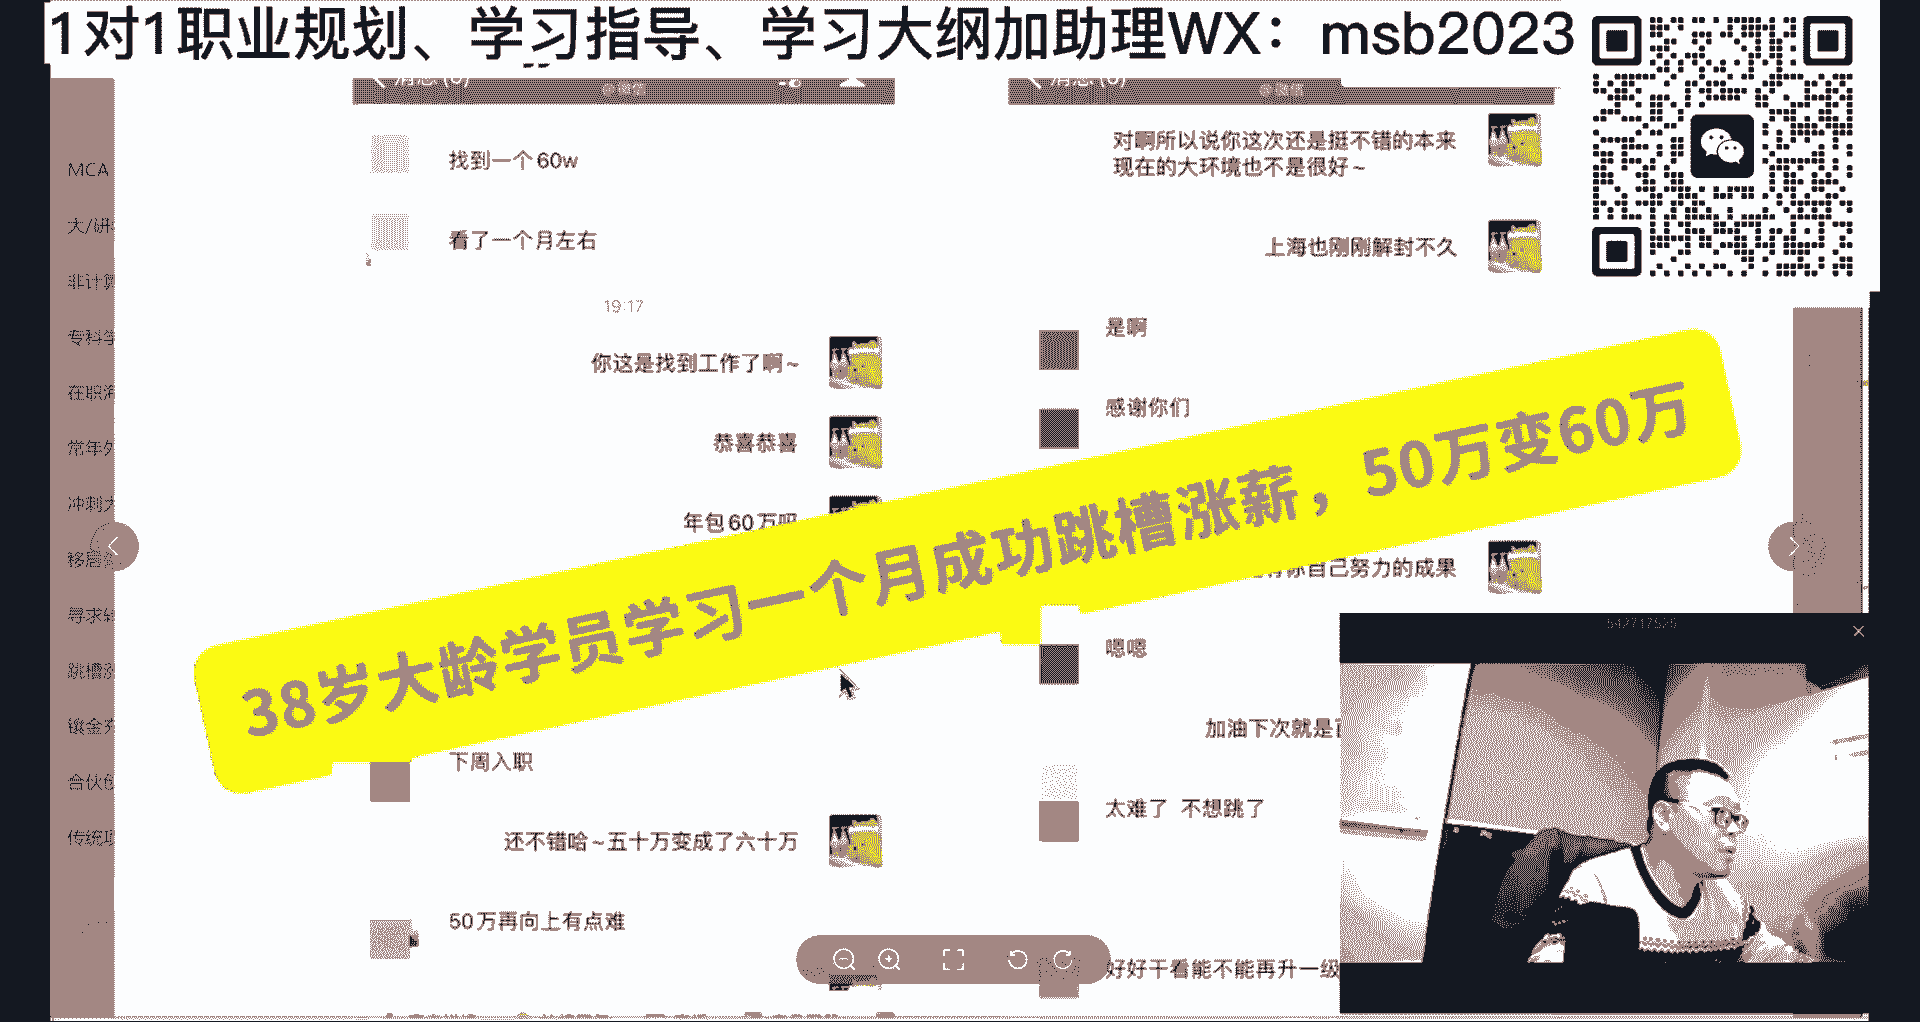 1对1职业规划、学习指导、学习大纲加助理WX：msb2023
MCA
大/研
非计算
专科学
在职
常年外
冲刺大
寻求
跳槽
镀金
合伙创
传统
找到一个60w
看了一个月左右
19:17
你这是找到工作了啊~
恭喜恭喜
年包60万吧
下周入职
还不错哈~五十万变成了六十万
50万再向上有点难
对啊所以说你这次还是挺不错的本来
现在的大环境也不是很好~
上海也刚刚解封不久
是啊
感谢你们
你自己努力的成果
嗯嗯
加油下次就是
太难了 不想跳了
好好干看能不能再升一级
38岁大龄学员学习一个月成功跳槽涨薪，50万变60万
542717525